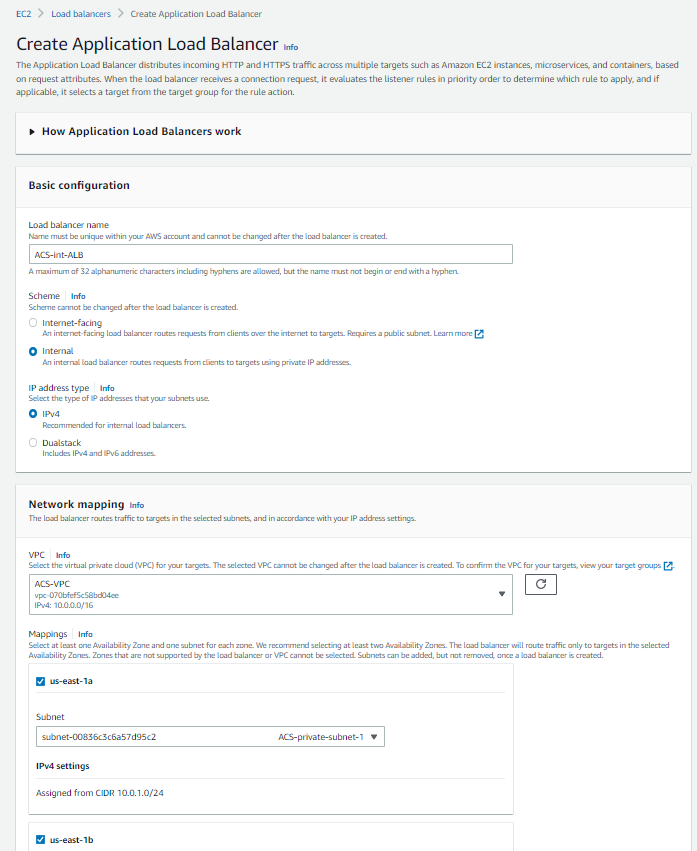 EC2 > Load balancers > Create Application Load Balancer
Create Application Load Balancer Info
The Application Load Balancer distributes incoming HTTP and HTTPS traffic across multiple targets such as Amazon EC2 instances, microservices, and containers, based
on request attributes. When the load balancer receives a connection request, it evaluates the listener rules in priority order to determine which rule to apply, and if
applicable, it selects a target from the target group for the rule action.
How Application Load Balancers work
Basic configuration
Load balancer name
Name must be unique within your AWS account and cannot be changed after the load balancer is created.
ACS-int-ALB
A maximum of 32 alphanumeric characters including hyphens are allowed, but the name must not begin or end with a hyphen.
Scheme Info
Scheme cannot be changed after the load balancer is created.
Internet-facing
An internet-facing load balancer routes requests from clients over the internet to targets. Requires a public subnet. Learn more
Internal
An internal load balancer routes requests from clients to targets using private IP addresses.
IP address type Info
Select the type of IP addresses that your subnets use.
IPv4
Recommended for internal load balancers.
Dualstack
Includes IPv4 and IPv6 addresses.
Network mapping Info
The load balancer routes traffic to targets in the selected subnets, and in accordance with your IP address settings.
VPC Info
Select the virtual private cloud (VPC) for your targets. The selected VPC cannot be changed after the load balancer is created. To confirm the VPC for your targets, view your target groups.
ACS-VPC
vpc-070bfef5c58bd04ee
IPv4: 10.0.0.0/16
Mappings Info
Select at least one Availability Zone and one subnet for each zone. We recommend selecting at least two Availability Zones. The load balancer will route traffic only to targets in the selected
Availability Zones. Zones that are not supported by the load balancer or VPC cannot be selected. Subnets can be added, but not removed, once a load balancer is created.
us-east-1a
Subnet
subnet-00836c3c6a57d95c2 ACS-private-subnet-1
IPv4 settings
Assigned from CIDR 10.0.1.0/24
us-east-1b